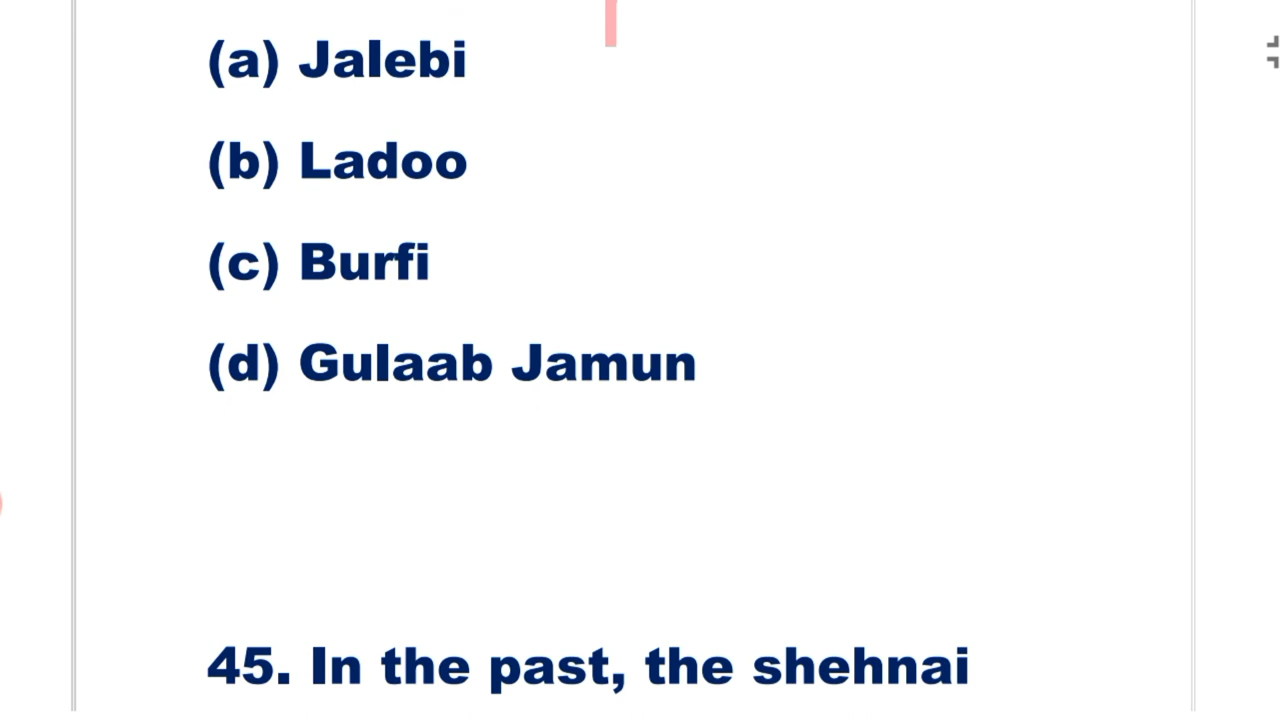 (a) Jalebi
(b) Ladoo
(c) Burfi
(d) Gulaab Jamun
45. In the past, the shehnai